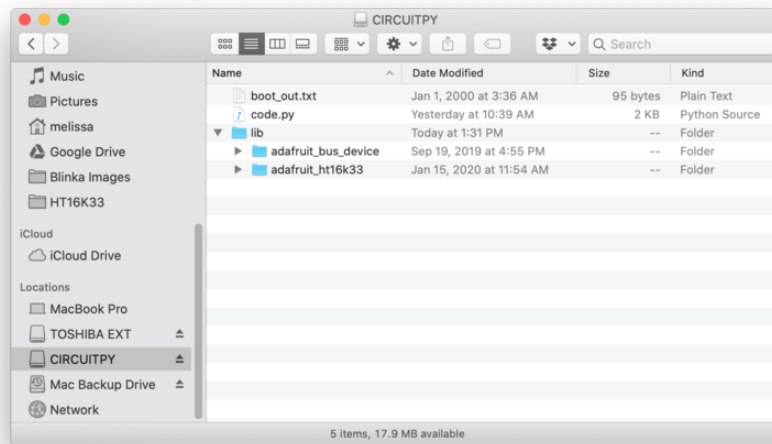 CIRCUITPY
Search
Music
Pictures
melissa
Google Drive
Blinka Images
HT16K33
iCloud
iCloud Drive
Locations
MacBook Pro
TOSHIBA EXT
CIRCUITPY
Mac Backup Drive
Network
Name Date Modified Size Kind
boot_out.txt Jan 1, 2000 at 3:36 AM 95 bytes Plain Text
code.py Yesterday at 10:39 AM 2 KB Python Source
lib Today at 1:31 PM -- Folder
adafruit_bus_device Sep 19, 2019 at 4:55 PM -- Folder
adafruit_ht16k33 Jan 15, 2020 at 11:54 AM -- Folder
5 items, 17.9 MB available